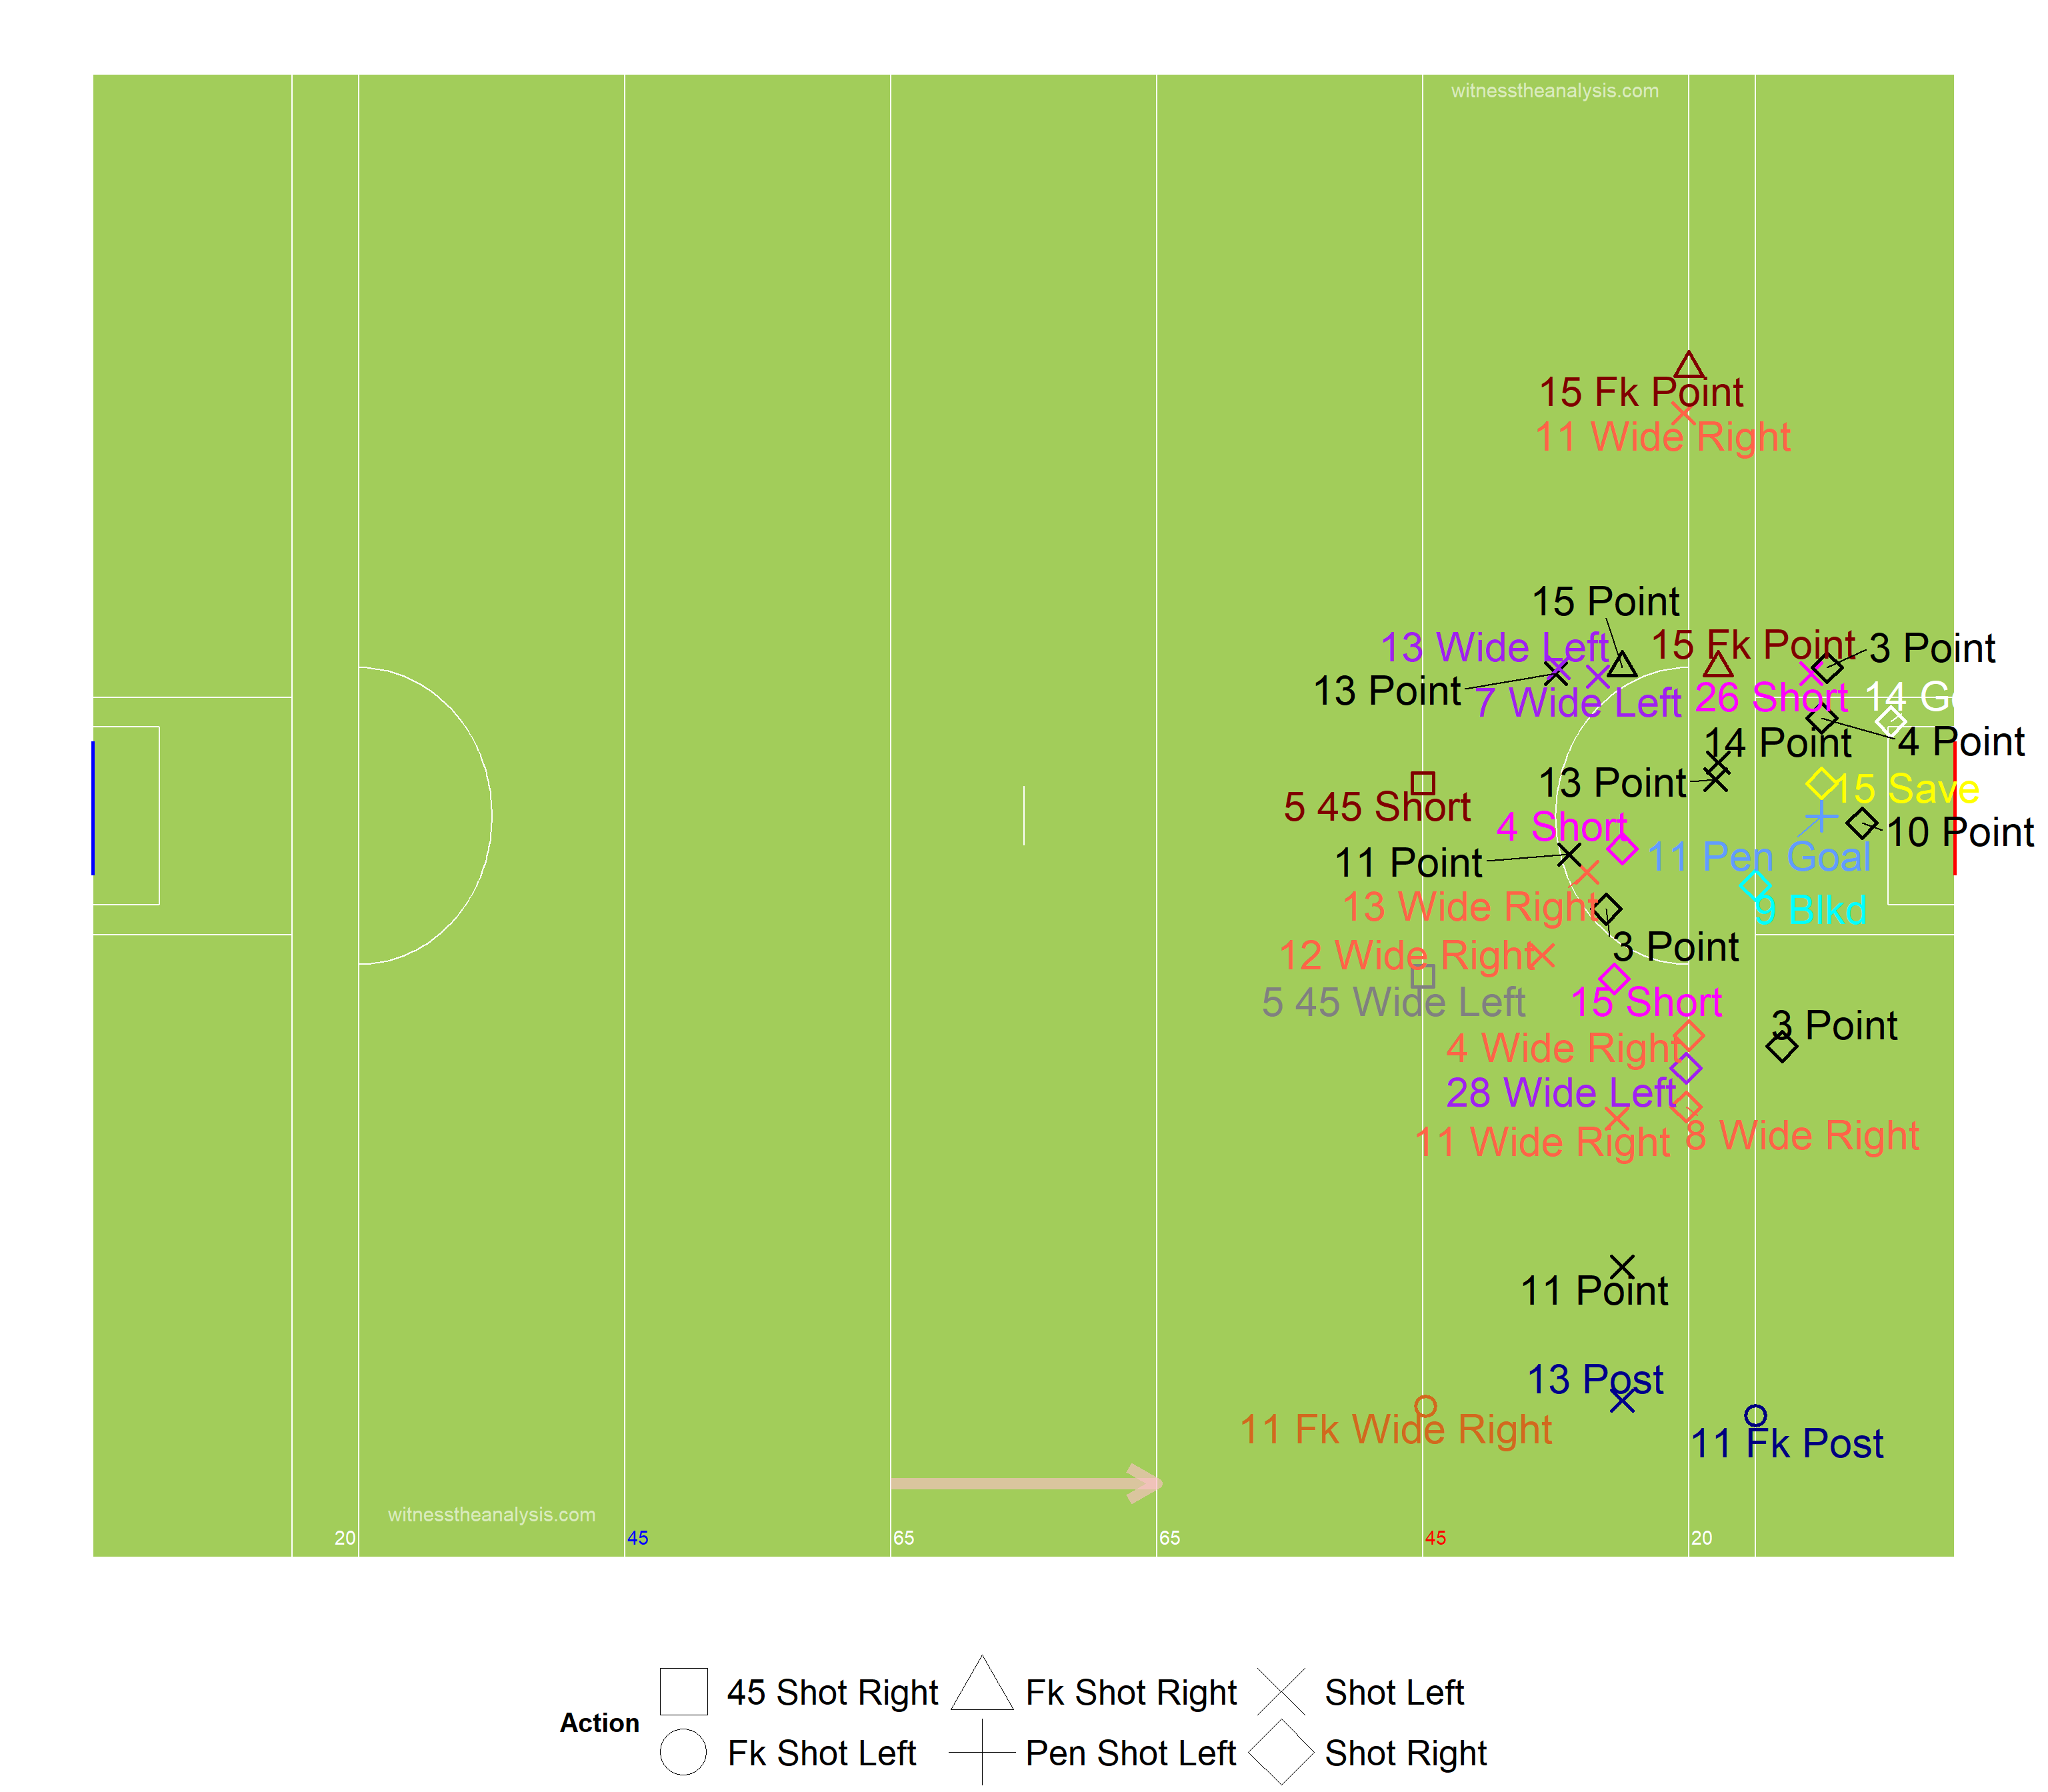 witnesstheanalysis.com
15 Fk Point
11 Wide Right
15 Point
13 Wide Left
15 Fk Point
3 Point
13 Point
7 Wide Left
26 Short
14 Go
14 Point
4 Point
13 Point
15 Save
5 45 Short
4 Short
10 Point
11 Point
11 Pen Goal
13 Wide Right
9 Blkd
12 Wide Right
3 Point
5 45 Wide Left
15 Short
3 Point
4 Wide Right
28 Wide Left
11 Wide Right
8 Wide Right
11 Point
13 Post
11 Fk Wide Right
11 Fk Post
witnesstheanalysis.com
20
45
65
65
45
20
Action
45 Shot Right
Fk Shot Right
Shot Left
Fk Shot Left
Pen Shot Left
Shot Right